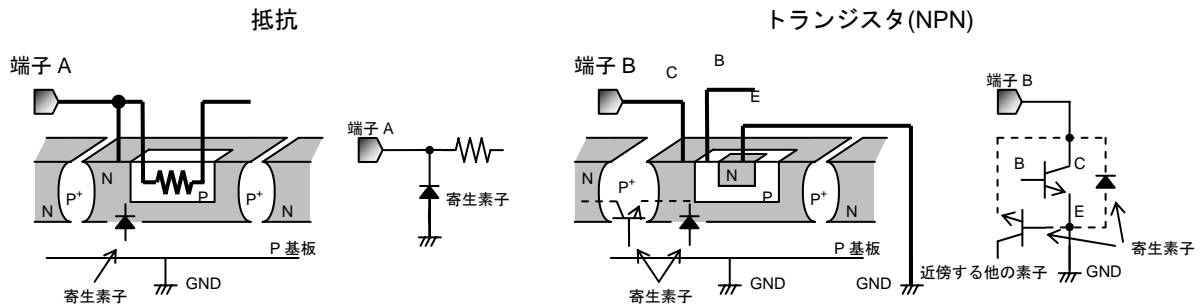 抵抗
トランジスタ(NPN)
端子 A
N
P+
N
P
P+
N
P 基板
寄生素子
GND
端子 A
寄生素子
端子 B
C
B
E
N
P+
N
P
P+
N
P 基板
寄生素子
GND
GND
端子 B
B
C
E
寄生素子
近傍する他の素子
GND